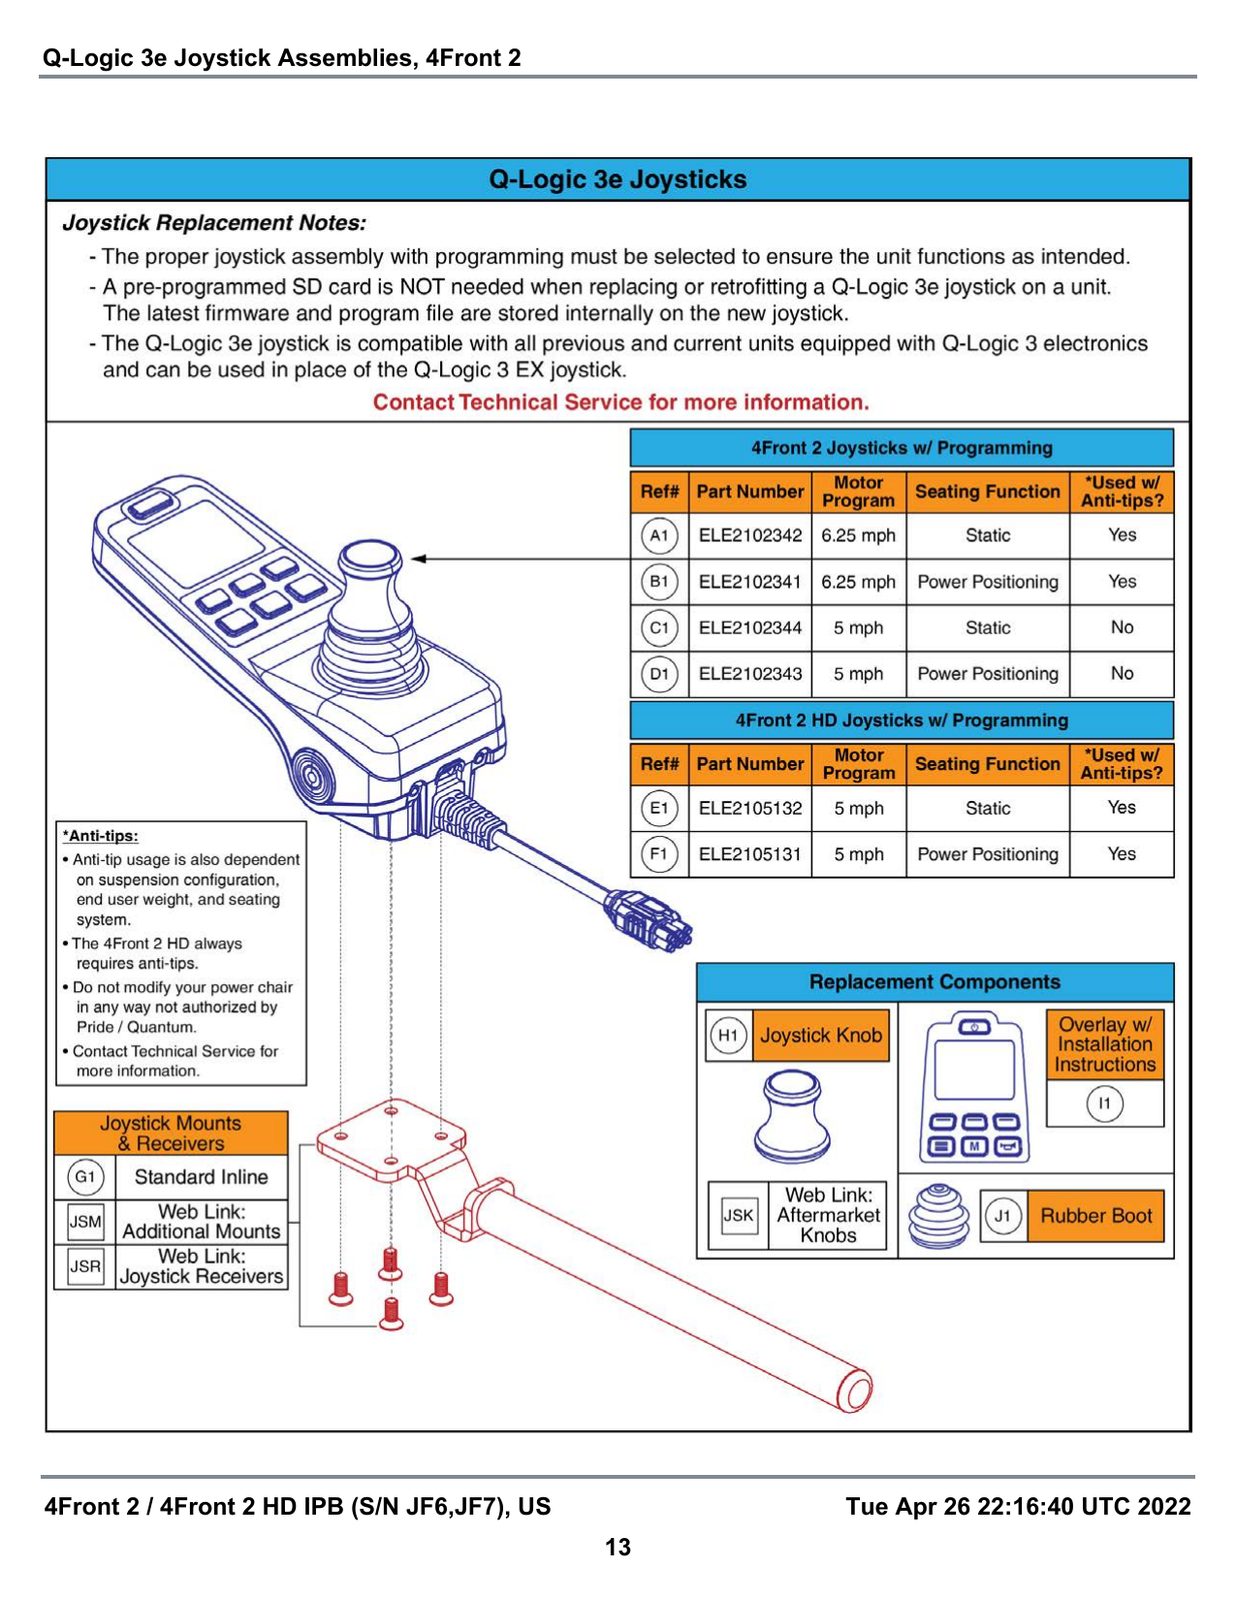 Q-Logic 3e Joystick Assemblies, 4Front 2
Q-Logic 3e Joysticks
Joystick Replacement Notes:
- The proper joystick assembly with programming must be selected to ensure the unit functions as intended.
- A pre-programmed SD card is NOT needed when replacing or retrofitting a Q-Logic 3e joystick on a unit.
The latest firmware and program file are stored internally on the new joystick.
- The Q-Logic 3e joystick is compatible with all previous and current units equipped with Q-Logic 3 electronics
and can be used in place of the Q-Logic 3 EX joystick.
Contact Technical Service for more information.
4Front 2 Joysticks w/ Programming
Ref# Part Number Motor Program Seating Function *Used w/ Anti-tips?
A1 ELE2102342 6.25 mph Static Yes
B1 ELE2102341 6.25 mph Power Positioning Yes
C1 ELE2102344 5 mph Static No
D1 ELE2102343 5 mph Power Positioning No
4Front 2 HD Joysticks w/ Programming
Ref# Part Number Motor Program Seating Function *Used w/ Anti-tips?
E1 ELE2105132 5 mph Static Yes
F1 ELE2105131 5 mph Power Positioning Yes
*Anti-tips:
• Anti-tip usage is also dependent
on suspension configuration,
end user weight, and seating
system.
• The 4Front 2 HD always
requires anti-tips.
• Do not modify your power chair
in any way not authorized by
Pride / Quantum.
• Contact Technical Service for
more information.
Joystick Mounts
& Receivers
G1 Standard Inline
JSM Web Link:
Additional Mounts
JSR Web Link:
Joystick Receivers
Replacement Components
H1 Joystick Knob
JSK Web Link:
Aftermarket
Knobs
Overlay w/
Installation
Instructions
I1
M
J1 Rubber Boot
4Front 2 / 4Front 2 HD IPB (S/N JF6,JF7), US
Tue Apr 26 22:16:40 UTC 2022
13